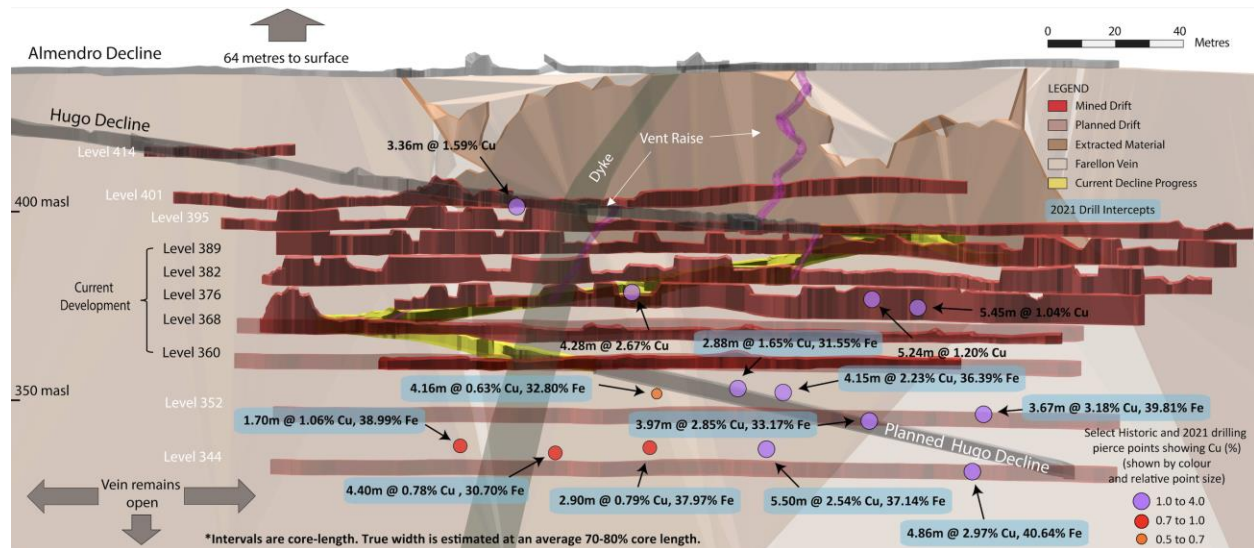 0 20 40
Metres
Almendro Decline
64 metres to surface
LEGEND
Mined Drift
Planned Drift
Extracted Material
Farellon Vein
Current Decline Progress
2021 Drill Intercepts
Hugo Decline
Level 414
3.36m @ 1.59% Cu
Vent Raise
Dyke
Level 401
400 masl
Level 395
Level 389
Level 382
Current
Development
Level 376
Level 368
Level 360
5.45m @ 1.04% Cu
5.24m @ 1.20% Cu
4.28m @ 2.67% Cu
2.88m @ 1.65% Cu, 31.55% Fe
4.16m @ 0.63% Cu, 32.80% Fe
4.15m @ 2.23% Cu, 36.39% Fe
350 masl
Level 352
1.70m @ 1.06% Cu, 38.99% Fe
3.97m @ 2.85% Cu, 33.17% Fe
3.67m @ 3.18% Cu, 39.81% Fe
Planned Hugo Decline
Level 344
4.40m @ 0.78% Cu , 30.70% Fe
2.90m @ 0.79% Cu, 37.97% Fe
5.50m @ 2.54% Cu, 37.14% Fe
4.86m @ 2.97% Cu, 40.64% Fe
Select Historic and 2021 drilling
pierce points showing Cu (%)
(shown by colour
and relative point size)
1.0 to 4.0
0.7 to 1.0
0.5 to 0.7
Vein remains
open
*Intervals are core-length. True width is estimated at an average 70-80% core length.